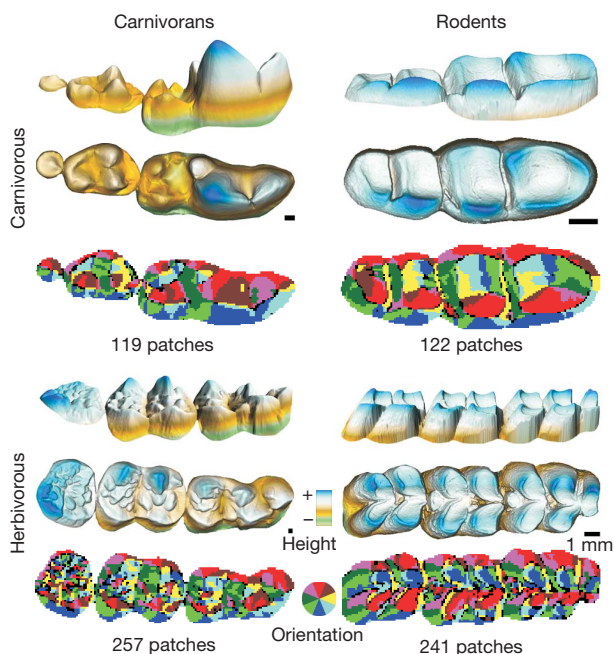 Carnivorans
Rodents
Carnivorous
119 patches
122 patches
Herbivorous
+
−
Height
1 mm
Orientation
257 patches
241 patches